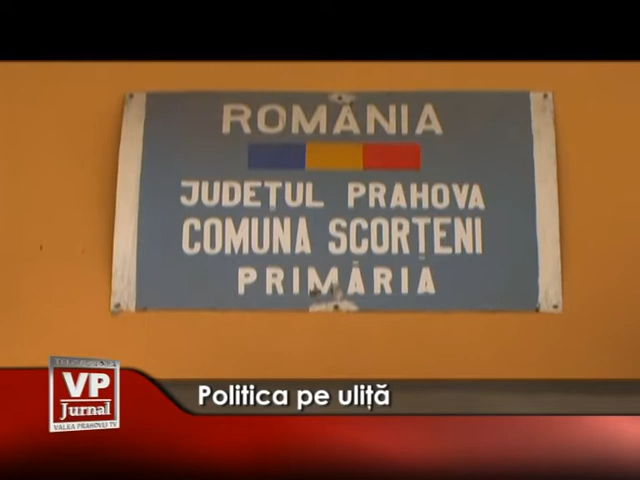 ROMÂNIA
JUDEȚUL PRAHOVA
COMUNA SCORȚENI
PRIMĂRIA
Politica pe uliță
VP
Jurnal
VALEA PRAHOVEI TV